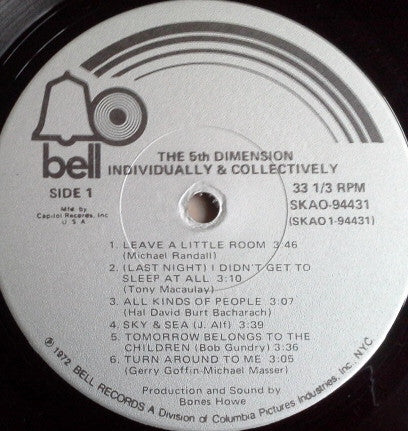 bell
THE 5th DIMENSION
INDIVIDUALLY & COLLECTIVELY
SIDE 1
Mfd. by
Capitol Records, Inc
U.S.A
33 1/3 RPM
SKAO-94431
(SKAO 1-94431)
1. LEAVE A LITTLE ROOM 3:46
(Michael Randall)
2. (LAST NIGHT) I DIDN'T GET TO
SLEEP AT ALL 3:10
(Tony Macaulay)
3. ALL KINDS OF PEOPLE 3:07
(Hal David Burt Bacharach)
4. SKY & SEA (J. Alf) 3:39
5. TOMORROW BELONGS TO THE
CHILDREN (Bob Gundry) 3:36
6. TURN AROUND TO ME 3:05
(Gerry Goffin-Michael Masser)
Production and Sound by
Bones Howe
℗ 1972 BELL RECORDS A Division of Columbia Pictures Industries, Inc. NYC